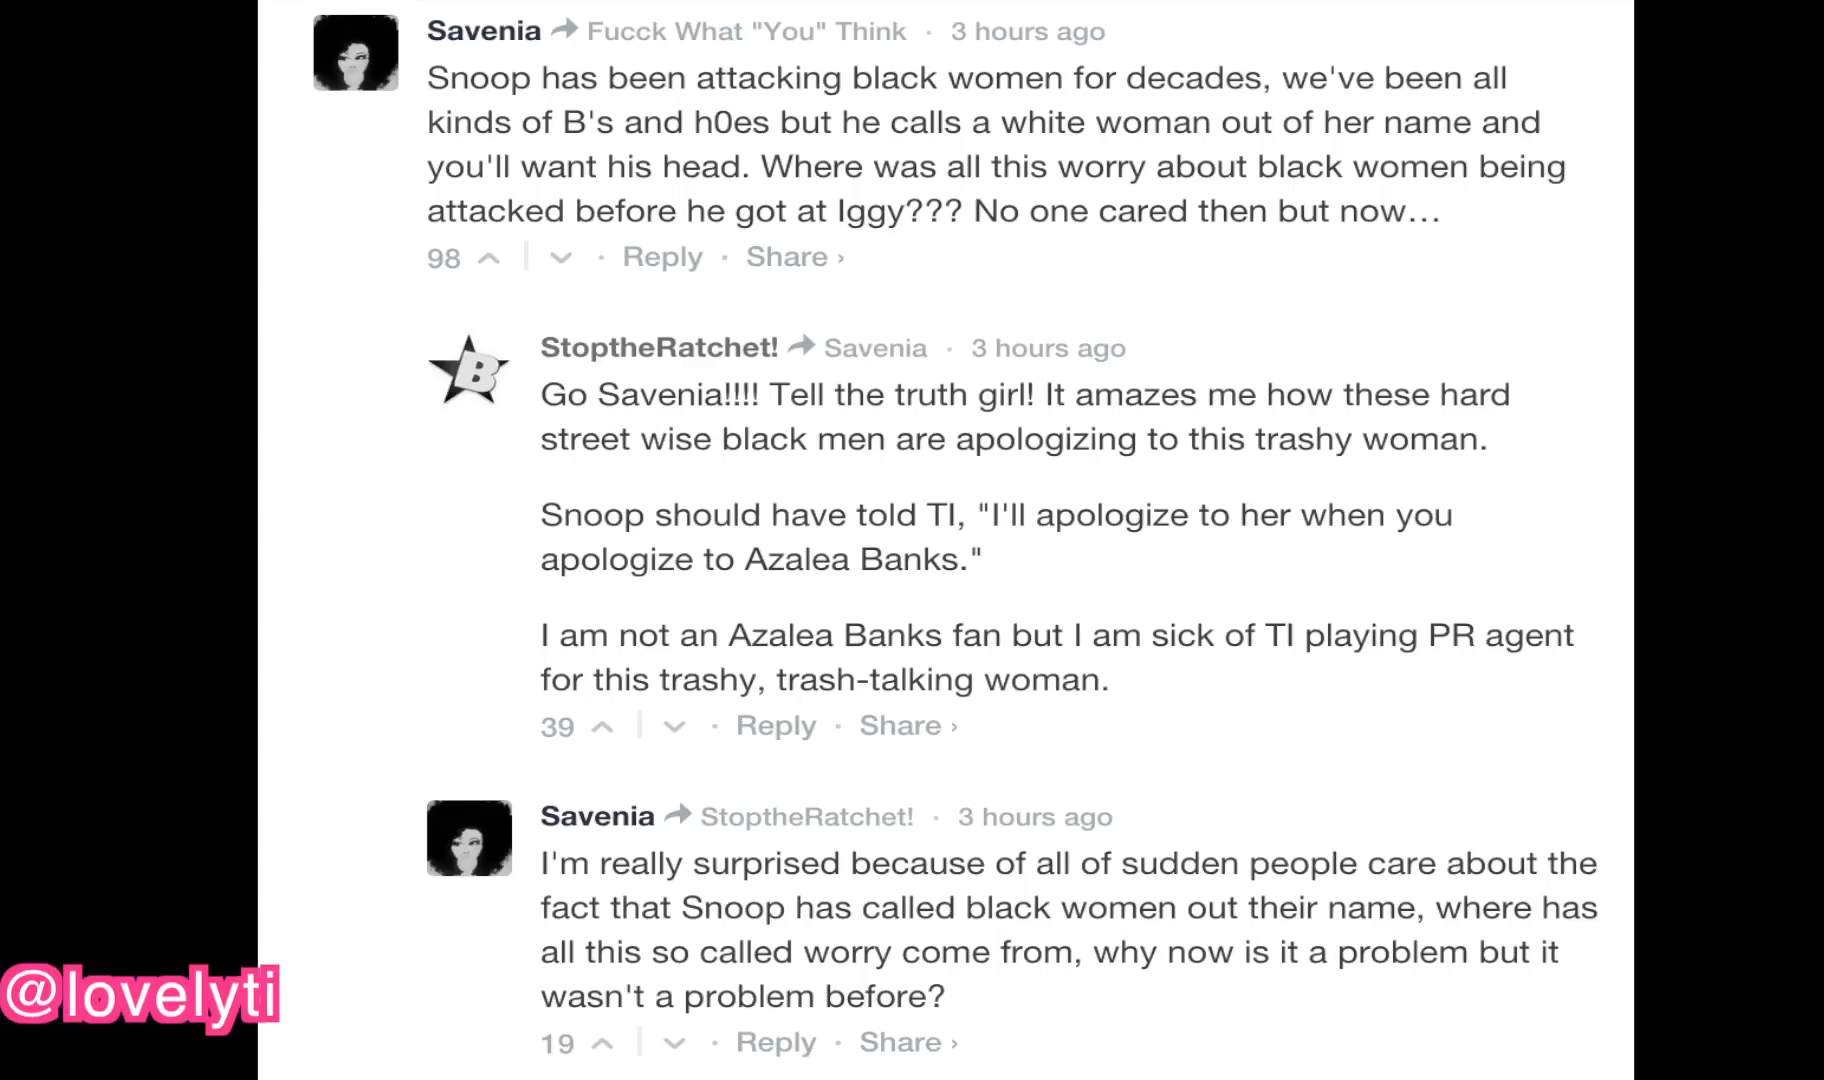 Savenia Fucck What "You" Think · 3 hours ago
Snoop has been attacking black women for decades, we've been all
kinds of B's and h0es but he calls a white woman out of her name and
you'll want his head. Where was all this worry about black women being
attacked before he got at Iggy??? No one cared then but now...
98 · Reply · Share ›
B
StoptheRatchet! Savenia · 3 hours ago
Go Savenia!!!! Tell the truth girl! It amazes me how these hard
street wise black men are apologizing to this trashy woman.
Snoop should have told TI, "I'll apologize to her when you
apologize to Azalea Banks."
I am not an Azalea Banks fan but I am sick of TI playing PR agent
for this trashy, trash-talking woman.
39 · Reply · Share ›
Savenia StoptheRatchet! · 3 hours ago
I'm really surprised because of all of sudden people care about the
fact that Snoop has called black women out their name, where has
all this so called worry come from, why now is it a problem but it
wasn't a problem before?
19 · Reply · Share ›
@lovelyti